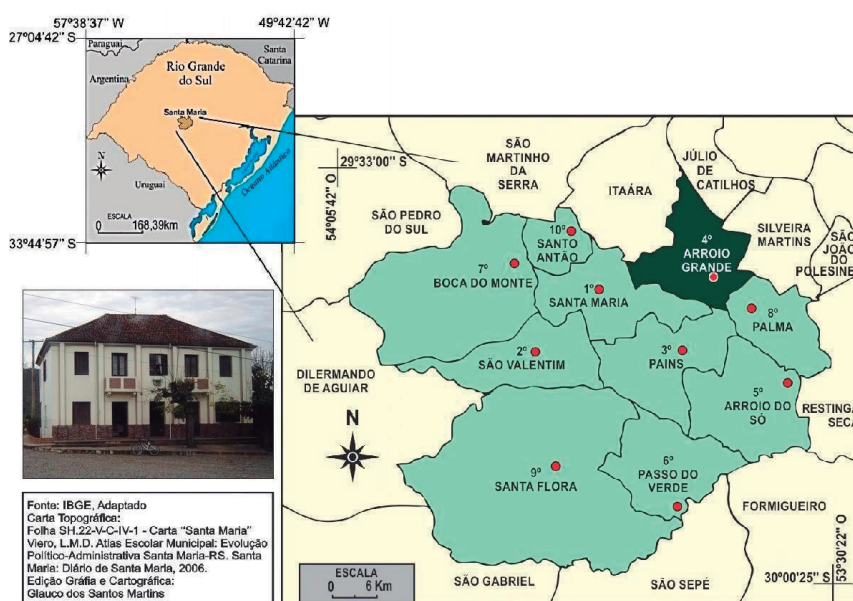 57º38'37" W
49º42'42" W
27º04'42" S
Paraguai
Santa
Catarina
Argentina
Rio Grande
do Sul
Santa Maria
Uruguai
Oceano Atlântico
ESCALA
0 168,39km
33º44'57" S
29º33'00" S
54º05'42" O
SÃO
MARTINHO
DA
SERRA
ITAÁRA
JÚLIO
DE
CATILHOS
SÃO PEDRO
DO SUL
SILVEIRA
MARTINS
SÃO
JOÃO
DO
POLESINE
10º
SANTO
ANTÃO
4º
ARROIO
GRANDE
7º
BOCA DO MONTE
1º
SANTA MARIA
8º
PALMA
2º
SÃO VALENTIM
3º
PAINS
DILERMANDO
DE AGUIAR
5º
ARROIO DO
SÓ
RESTINGA
SECA
N
9º
SANTA FLORA
6º
PASSO DO
VERDE
FORMIGUEIRO
53º30'22" O
30º00'25" S
ESCALA
0 6 Km
SÃO GABRIEL
SÃO SEPÉ
Fonte: IBGE, Adaptado
Carta Topográfica:
Folha SH.22-V-C-IV-1 - Carta "Santa Maria"
Viero, L.M.D. Atlas Escolar Municipal: Evolução
Político-Administrativa Santa Maria-RS. Santa
Maria: Diário de Santa Maria, 2006.
Edição Gráfia e Cartográfica:
Glauco dos Santos Martins